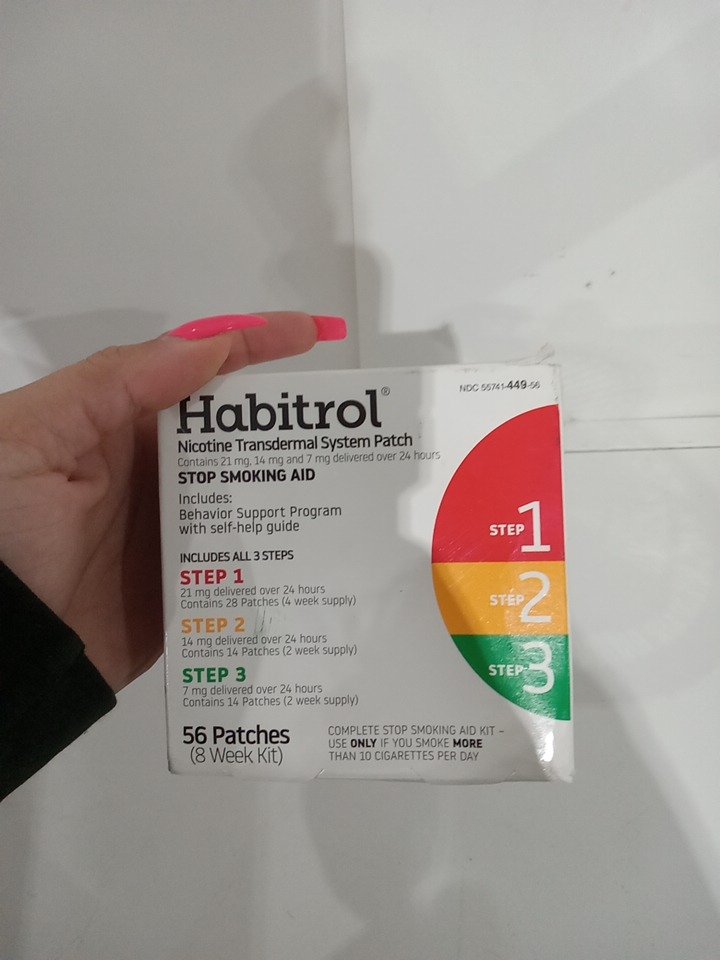 NDC 55741-449-56
Habitrol®
Nicotine Transdermal System Patch
Contains 21 mg, 14 mg and 7 mg delivered over 24 hours
STOP SMOKING AID
Includes:
Behavior Support Program
with self-help guide
INCLUDES ALL 3 STEPS
STEP 1
21 mg delivered over 24 hours
Contains 28 Patches (4 week supply)
STEP 2
14 mg delivered over 24 hours
Contains 14 Patches (2 week supply)
STEP 3
7 mg delivered over 24 hours
Contains 14 Patches (2 week supply)
56 Patches
(8 Week Kit)
COMPLETE STOP SMOKING AID KIT –
USE ONLY IF YOU SMOKE MORE
THAN 10 CIGARETTES PER DAY
STEP 1
STEP 2
STEP 3